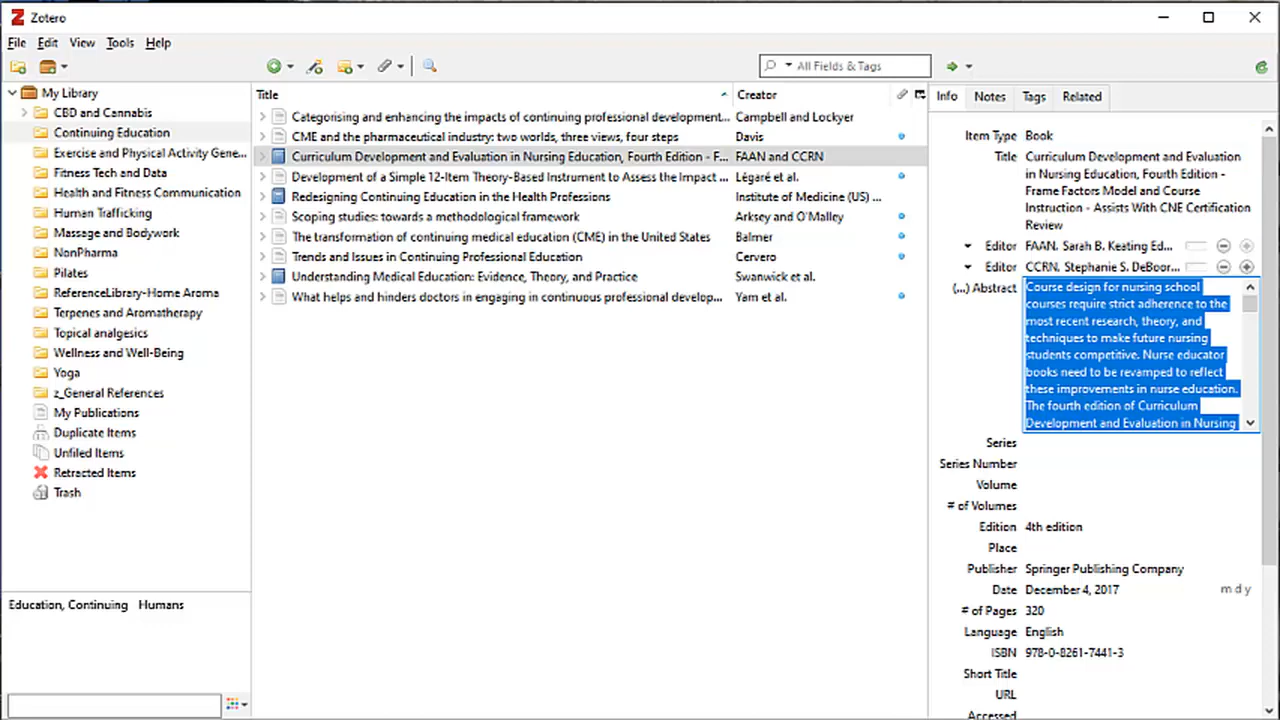 Zotero
File Edit View Tools Help
All Fields & Tags
My Library
CBD and Cannabis
Continuing Education
Exercise and Physical Activity Gene...
Fitness Tech and Data
Health and Fitness Communication
Human Trafficking
Massage and Bodywork
NonPharma
Pilates
ReferenceLibrary-Home Aroma
Terpenes and Aromatherapy
Topical analgesics
Wellness and Well-Being
Yoga
z_General References
My Publications
Duplicate Items
Unfiled Items
Retracted Items
Trash
Education, Continuing Humans
Title Creator
Categorising and enhancing the impacts of continuing professional development... Campbell and Lockyer
CME and the pharmaceutical industry: two worlds, three views, four steps Davis
Curriculum Development and Evaluation in Nursing Education, Fourth Edition - F... FAAN and CCRN
Development of a Simple 12-Item Theory-Based Instrument to Assess the Impact ... Légaré et al.
Redesigning Continuing Education in the Health Professions Institute of Medicine (US) ...
Scoping studies: towards a methodological framework Arksey and O'Malley
The transformation of continuing medical education (CME) in the United States Balmer
Trends and Issues in Continuing Professional Education Cervero
Understanding Medical Education: Evidence, Theory, and Practice Swanwick et al.
What helps and hinders doctors in engaging in continuous professional develop... Yam et al.
Info Notes Tags Related
Item Type Book
Title Curriculum Development and Evaluation
in Nursing Education, Fourth Edition -
Frame Factors Model and Course
Instruction - Assists With CNE Certification
Review
Editor FAAN, Sarah B. Keating Ed...
Editor CCRN, Stephanie S. DeBoor...
(...) Abstract Course design for nursing school
courses require strict adherence to the
most recent research, theory, and
techniques to make future nursing
students competitive. Nurse educator
books need to be revamped to reflect
these improvements in nurse education.
The fourth edition of Curriculum
Development and Evaluation in Nursing
Series
Series Number
Volume
# of Volumes
Edition 4th edition
Place
Publisher Springer Publishing Company
Date December 4, 2017 m d y
# of Pages 320
Language English
ISBN 978-0-8261-7441-3
Short Title
URL
Accessed